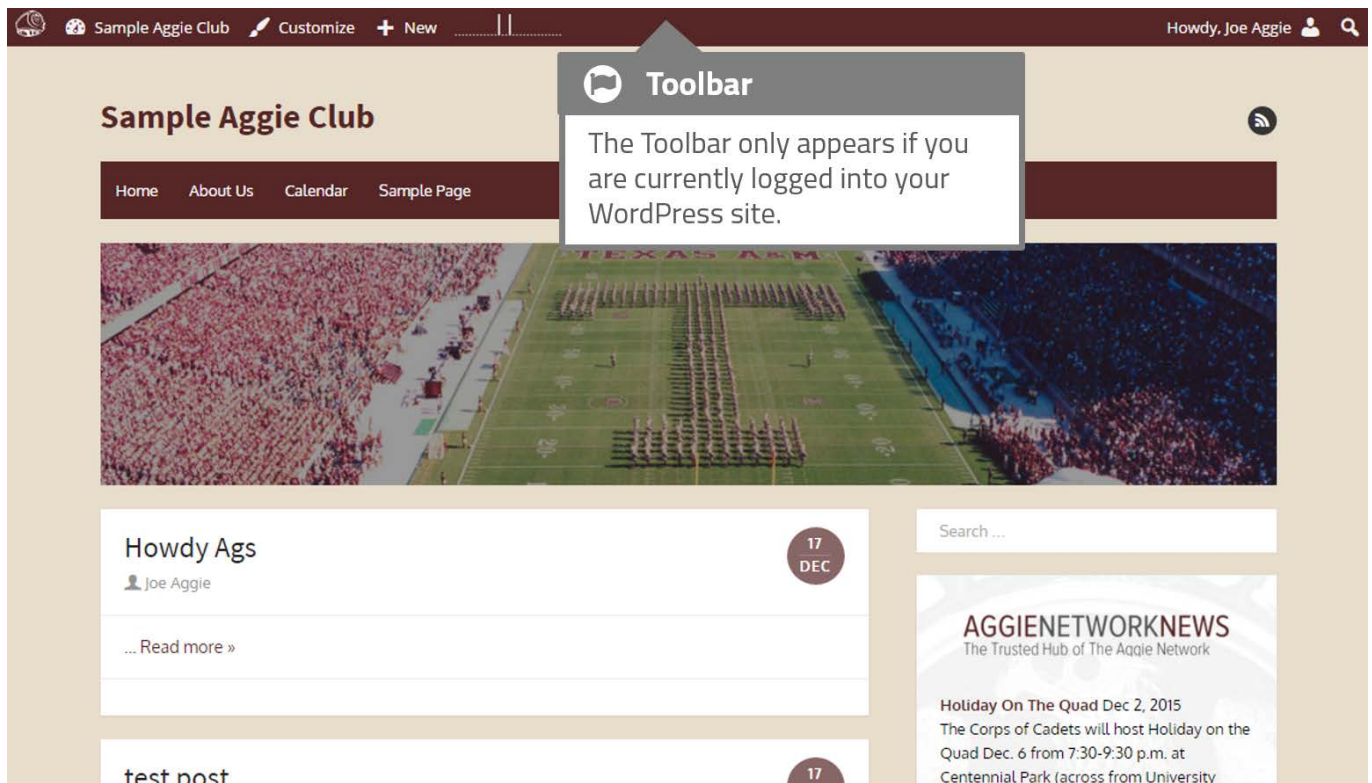 Sample Aggie Club Customize New Howdy, Joe Aggie
Toolbar
The Toolbar only appears if you
are currently logged into your
WordPress site.
Sample Aggie Club
Home About Us Calendar Sample Page
TEXAS A&M
Howdy Ags
17
DEC
Joe Aggie
... Read more »
test post
17
Search ...
AGGIENETWORKNEWS
The Trusted Hub of The Aggie Network
Holiday On The Quad Dec 2, 2015
The Corps of Cadets will host Holiday on the
Quad Dec. 6 from 7:30-9:30 p.m. at
Centennial Park (across from University